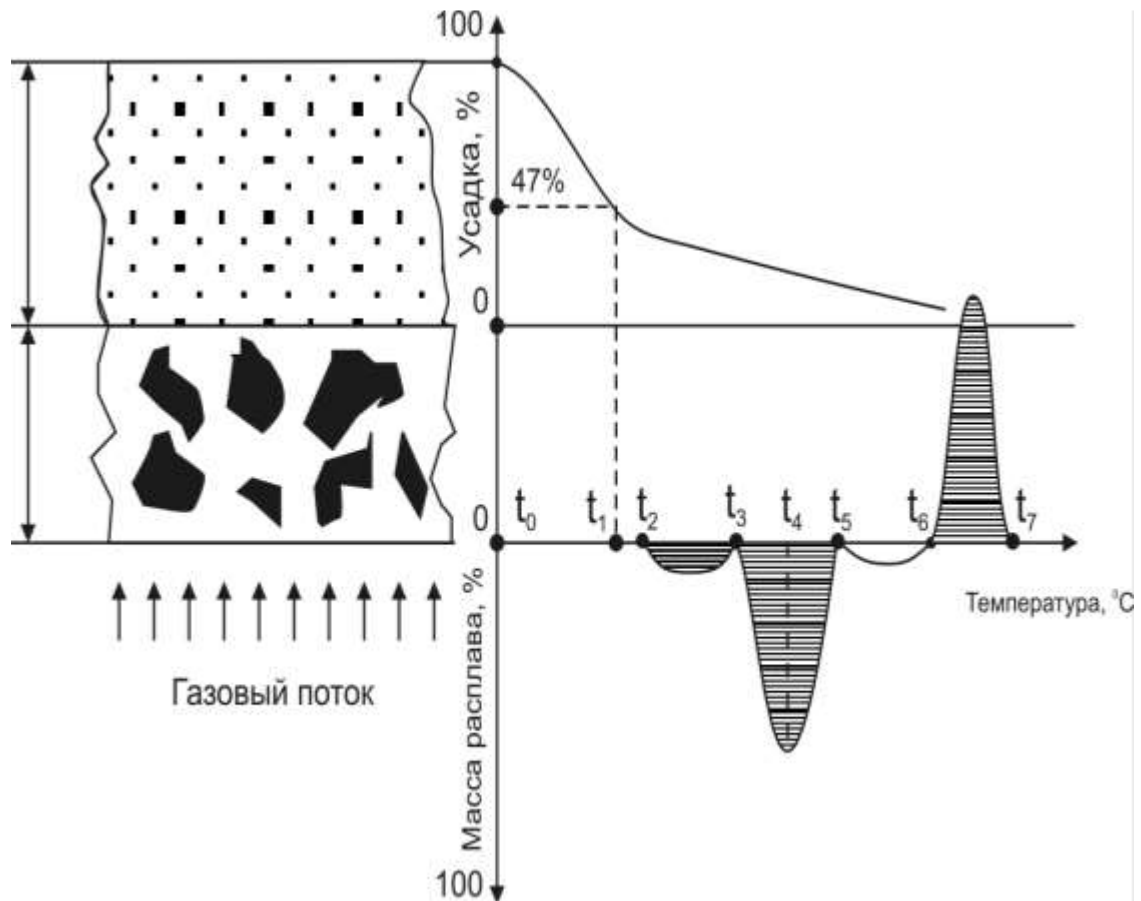 100
Усадка, %
47%
0
0
t₀
t₁
t₂
t₃
t₄
t₅
t₆
t₇
Температура, °C
Газовый поток
Масса расплава, %
100